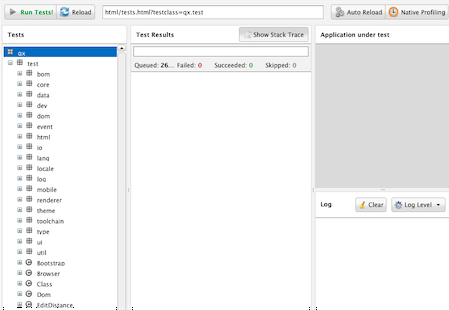 Run Tests! Reload html/tests.html?testclass=qx.test Auto Reload Native Profiling
Tests
qx
test
bom
core
data
dev
dom
event
html
io
lang
locale
log
mobile
renderer
theme
toolchain
type
ui
util
Bootstrap
Browser
Class
Dom
EditDistance
Test Results Show Stack Trace
Queued: 26... Failed: 0 Succeeded: 0 Skipped: 0
Application under test
Log Clear Log Level